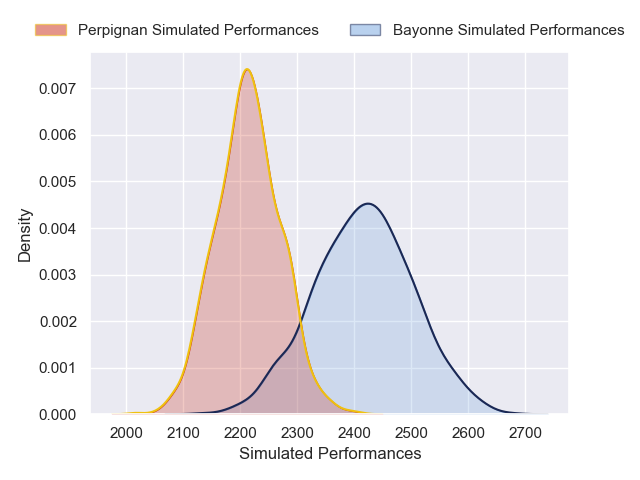 Perpignan Simulated Performances
Bayonne Simulated Performances
0.007
0.006
0.005
0.004
0.003
0.002
0.001
0.000
Density
2000 2100 2200 2300 2400 2500 2600 2700
Simulated Performances